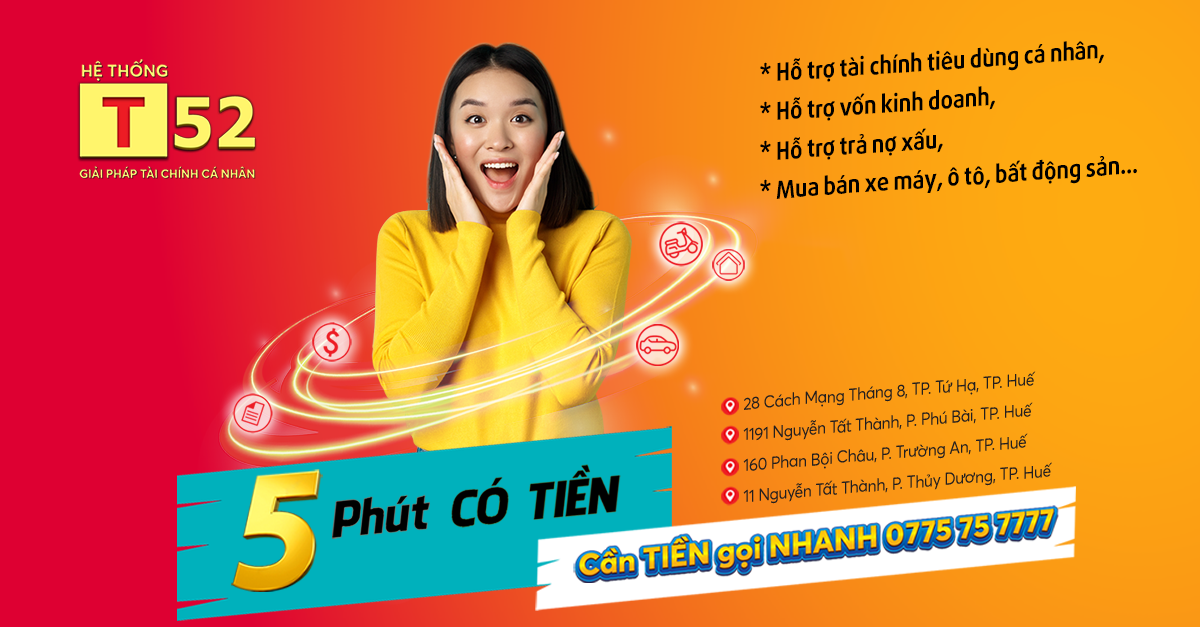 HỆ THỐNG
T52
GIẢI PHÁP TÀI CHÍNH CÁ NHÂN
* Hỗ trợ tài chính tiêu dùng cá nhân,
* Hỗ trợ vốn kinh doanh,
* Hỗ trợ trả nợ xấu,
* Mua bán xe máy, ô tô, bất động sản...
$
28 Cách Mạng Tháng 8, TP. Tứ Hạ, TP. Huế
1191 Nguyễn Tất Thành, P. Phú Bài, TP. Huế
160 Phan Bội Châu, P. Trường An, TP. Huế
11 Nguyễn Tất Thành, P. Thủy Dương, TP. Huế
5 Phút CÓ TIỀN
Cần TIỀN gọi NHANH 0775 75 7777